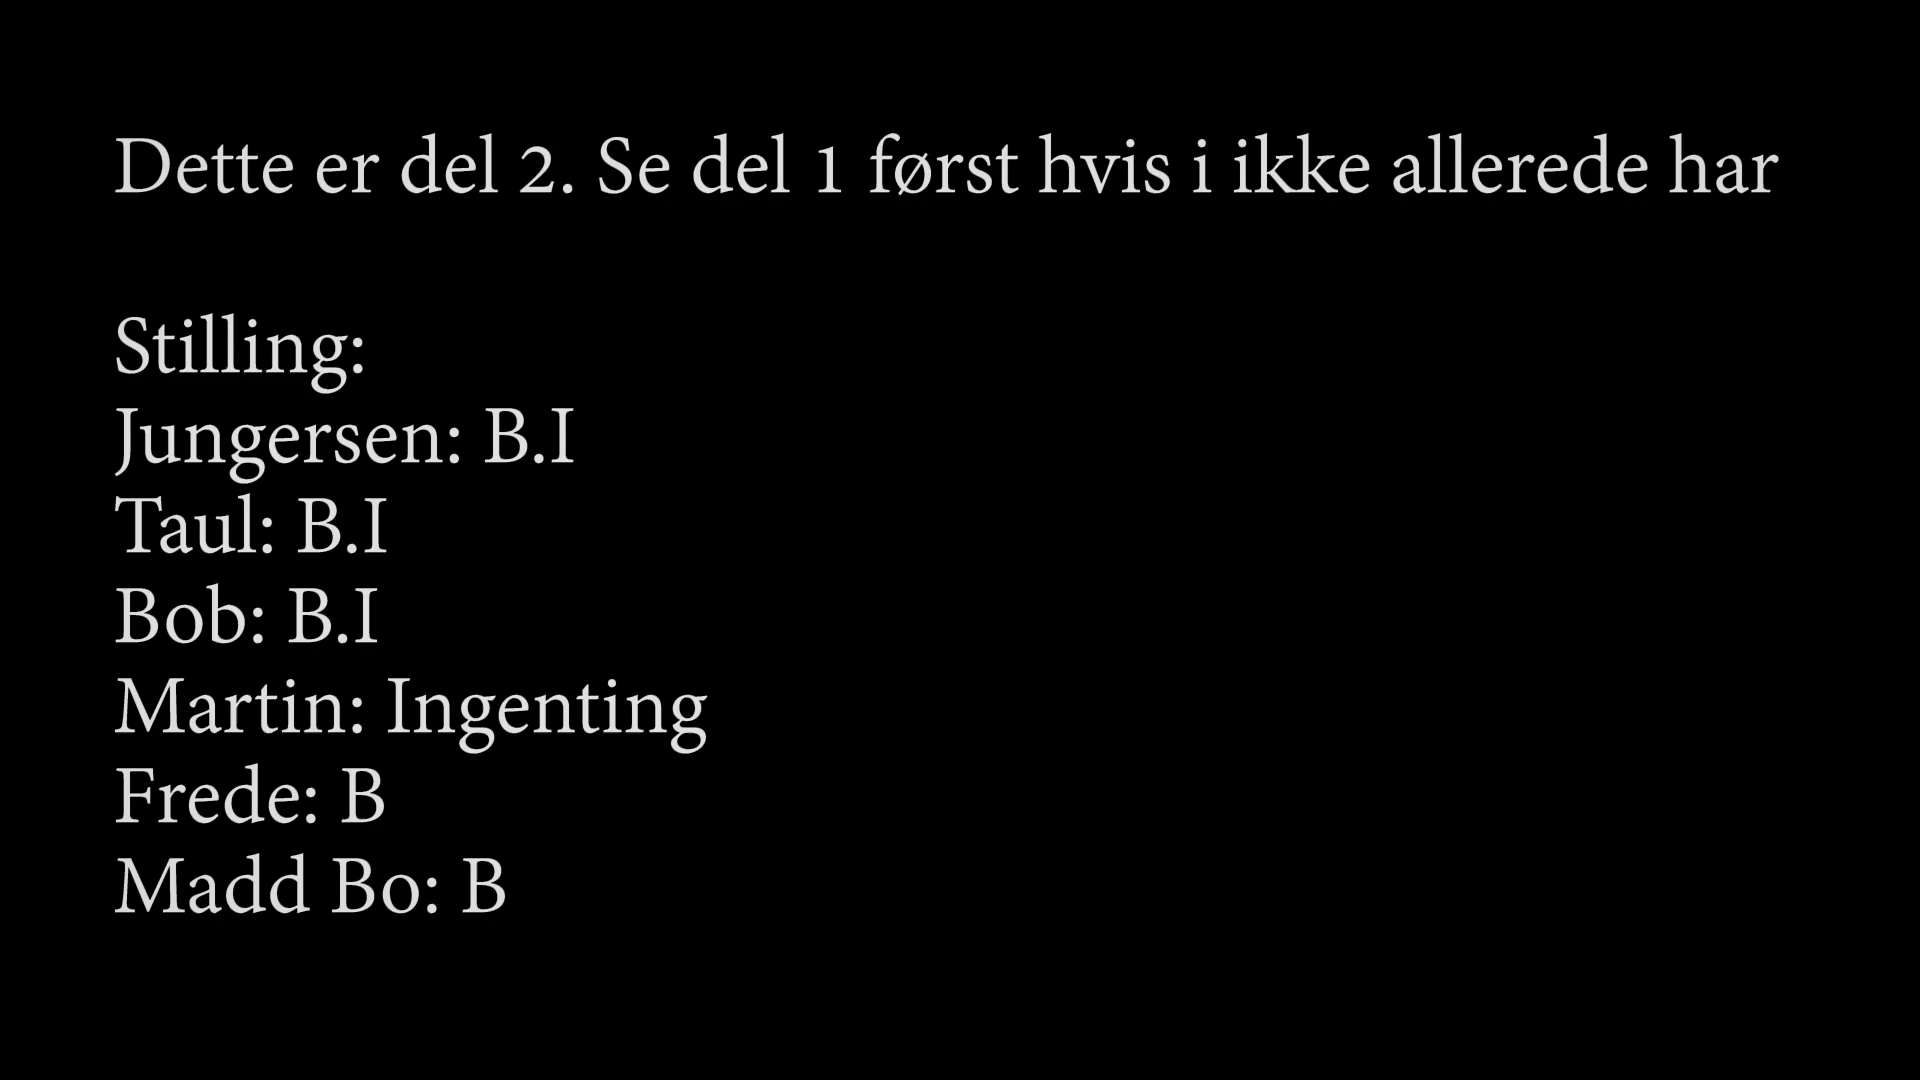 Dette er del 2. Se del 1 først hvis i ikke allerede har
Stilling:
Jungersen: B.I
Taul: B.I
Bob: B.I
Martin: Ingenting
Frede: B
Madd Bo: B